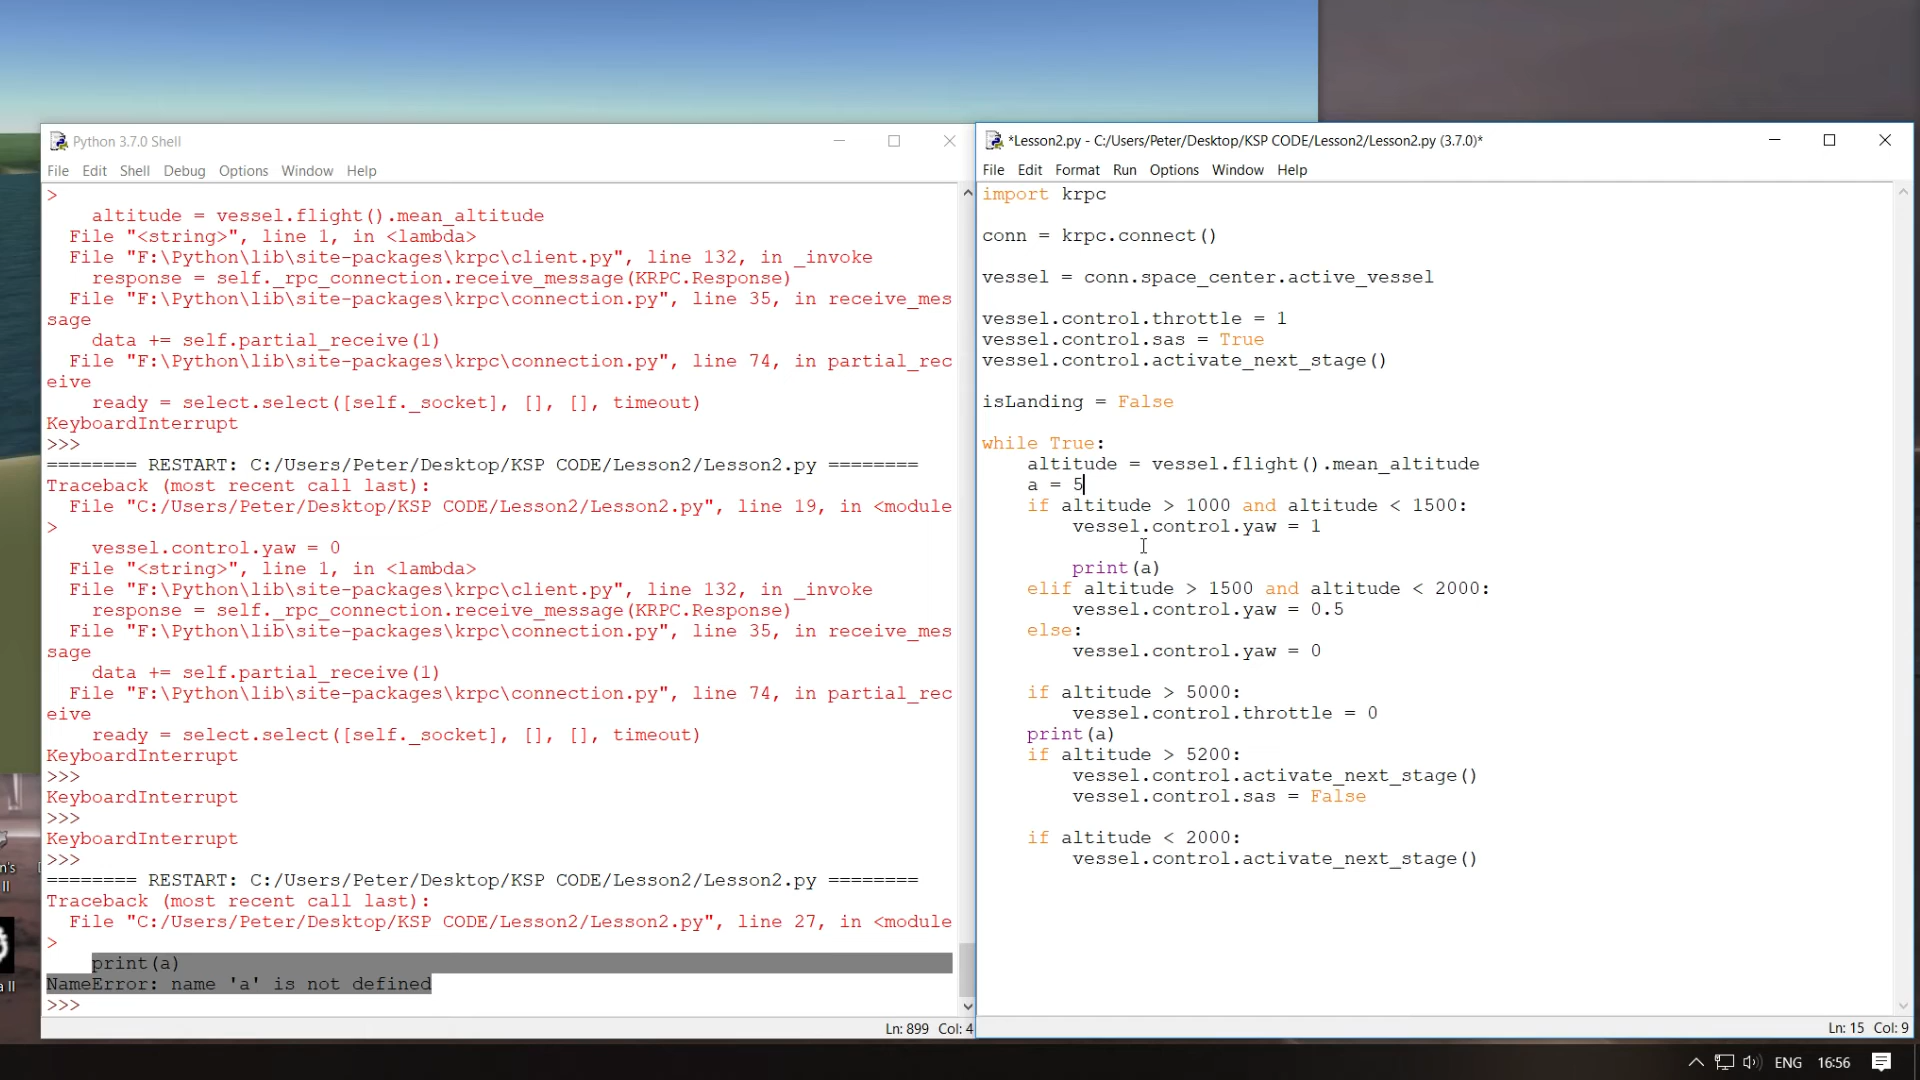 Python 3.7.0 Shell
File Edit Shell Debug Options Window Help
>
altitude = vessel.flight().mean_altitude
File "<string>", line 1, in <lambda>
File "F:\Python\lib\site-packages\krpc\client.py", line 132, in _invoke
response = self._rpc_connection.receive_message(KRPC.Response)
File "F:\Python\lib\site-packages\krpc\connection.py", line 35, in receive_mes
sage
data += self.partial_receive(1)
File "F:\Python\lib\site-packages\krpc\connection.py", line 74, in partial_rec
eive
ready = select.select([self._socket], [], [], timeout)
KeyboardInterrupt
>>>
======== RESTART: C:/Users/Peter/Desktop/KSP CODE/Lesson2/Lesson2.py ========
Traceback (most recent call last):
File "C:/Users/Peter/Desktop/KSP CODE/Lesson2/Lesson2.py", line 19, in <module
>
vessel.control.yaw = 0
File "<string>", line 1, in <lambda>
File "F:\Python\lib\site-packages\krpc\client.py", line 132, in _invoke
response = self._rpc_connection.receive_message(KRPC.Response)
File "F:\Python\lib\site-packages\krpc\connection.py", line 35, in receive_mes
sage
data += self.partial_receive(1)
File "F:\Python\lib\site-packages\krpc\connection.py", line 74, in partial_rec
eive
ready = select.select([self._socket], [], [], timeout)
KeyboardInterrupt
>>>
KeyboardInterrupt
>>>
KeyboardInterrupt
>>>
======== RESTART: C:/Users/Peter/Desktop/KSP CODE/Lesson2/Lesson2.py ========
Traceback (most recent call last):
File "C:/Users/Peter/Desktop/KSP CODE/Lesson2/Lesson2.py", line 27, in <module
>
print(a)
NameError: name 'a' is not defined
>>>
Ln: 899 Col: 4
*Lesson2.py - C:/Users/Peter/Desktop/KSP CODE/Lesson2/Lesson2.py (3.7.0)*
File Edit Format Run Options Window Help
import krpc
conn = krpc.connect()
vessel = conn.space_center.active_vessel
vessel.control.throttle = 1
vessel.control.sas = True
vessel.control.activate_next_stage()
isLanding = False
while True:
altitude = vessel.flight().mean_altitude
a = 5
if altitude > 1000 and altitude < 1500:
vessel.control.yaw = 1
print(a)
elif altitude > 1500 and altitude < 2000:
vessel.control.yaw = 0.5
else:
vessel.control.yaw = 0
if altitude > 5000:
vessel.control.throttle = 0
print(a)
if altitude > 5200:
vessel.control.activate_next_stage()
vessel.control.sas = False
if altitude < 2000:
vessel.control.activate_next_stage()
Ln: 15 Col: 9
ENG 16:56